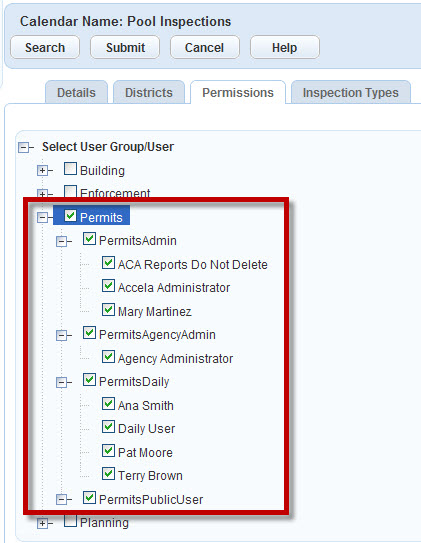 Calendar Name: Pool Inspections
Search Submit Cancel Help
Details Districts Permissions Inspection Types
Select User Group/User
Building
Enforcement
Permits
PermitsAdmin
ACA Reports Do Not Delete
Accela Administrator
Mary Martinez
PermitsAgencyAdmin
Agency Administrator
PermitsDaily
Ana Smith
Daily User
Pat Moore
Terry Brown
PermitsPublicUser
Planning